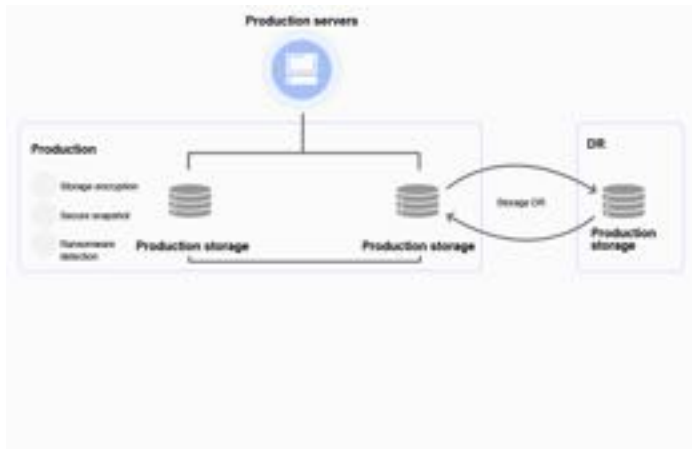 Production servers
Production
DR
Storage encryption
Secure snapshot
Ransomware
detection
Production storage
Production storage
Storage DR
Production
storage